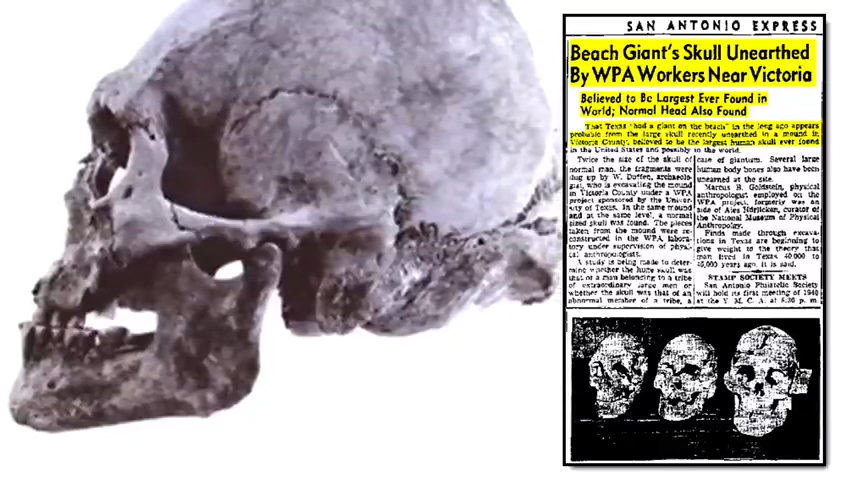 SAN ANTONIO EXPRESS
Beach Giant's Skull Unearthed
By WPA Workers Near Victoria
Believed to Be Largest Ever Found in
World; Normal Head Also Found
That Texas "had a giant on the beach" in the long ago appears
probable from the large skull recently unearthed in a mound in
Victoria County, believed to be the largest human skull ever found
in the United States and possibly in the world.
Twice the size of the skull of
normal man, the fragments were
dug up by W. Duffen, archaeolo-
gist, who is excavating the mound
in Victoria County under a WPA
project sponsored by the Univer-
sity of Texas. In the same mound
and at the same level, a normal
sized skull was found. The pieces
taken from the mound were re-
constructed in the WPA labora-
tory under supervision of physi-
cal anthropologists.
A study is being made to deter-
mine whether the huge skull was
that of a man belonging to a tribe
of extraordinary large men or
whether the skull was that of an
abnormal member of a tribe, a
case of giantism. Several large
human body bones also have been
unearthed at the site.
Marcus S. Goldstein, physical
anthropologist employed on the
WPA project, formerly was an
aide of Ales Hrdlicken, curator of
the National Museum of Physical
Anthropology.
Finds made through excava-
tions in Texas are beginning to
give weight to the theory that
man lived in Texas 40,000 to
45,000 years ago, it is said.
STAMP SOCIETY MEETS
San Antonio Philatelic Society
will hold its first meeting of 1940
at the Y. M. C. A. at 8:30 p. m.